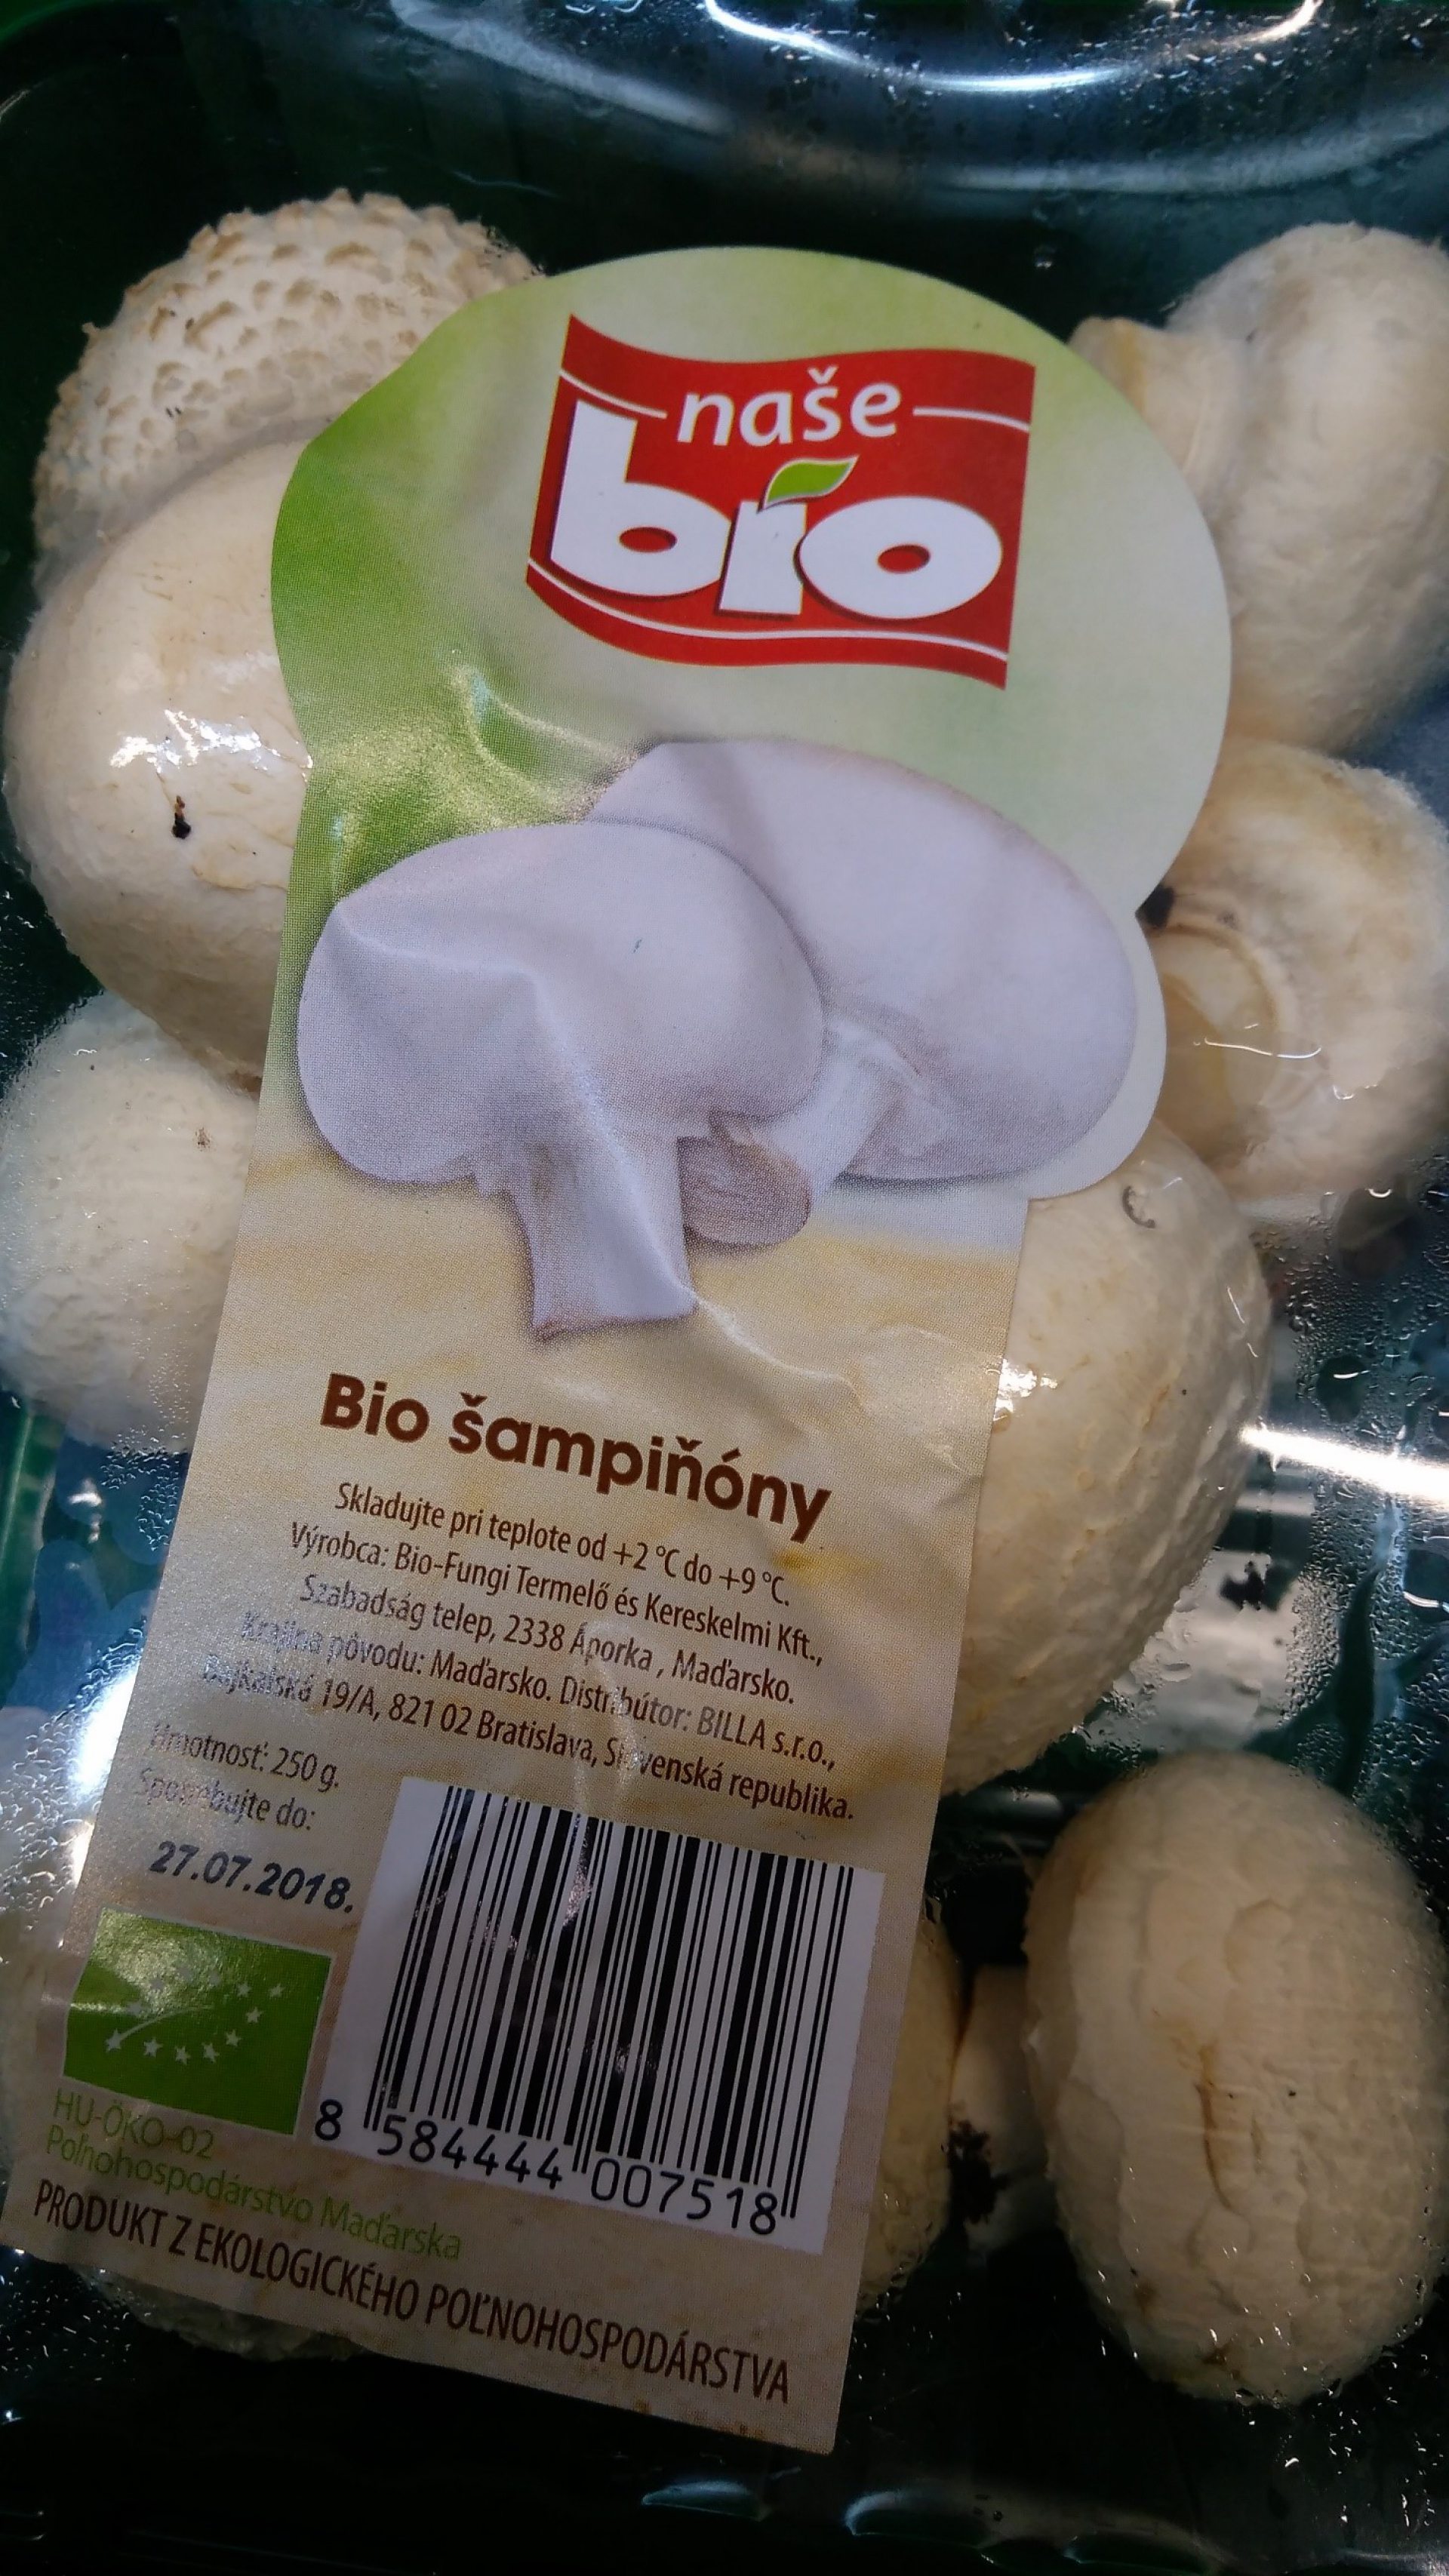 naše
bio
Bio šampiňóny
Skladujte pri teplote od +2 °C do +9 °C.
Výrobca: Bio-Fungi Termelő és Kereskelmi Kft.,
Szabadság telep, 2338 Áporka , Maďarsko.
Krajina pôvodu: Maďarsko. Distribútor: BILLA s.r.o.,
Bajkalská 19/A, 821 02 Bratislava, Slovenská republika.
Hmotnosť: 250 g.
Spotrebujte do:
27.07.2018.
8 584444 007518
HU-ÖKO-02
Poľnohospodárstvo Maďarska
PRODUKT Z EKOLOGICKÉHO POĽNOHOSPODÁRSTVA